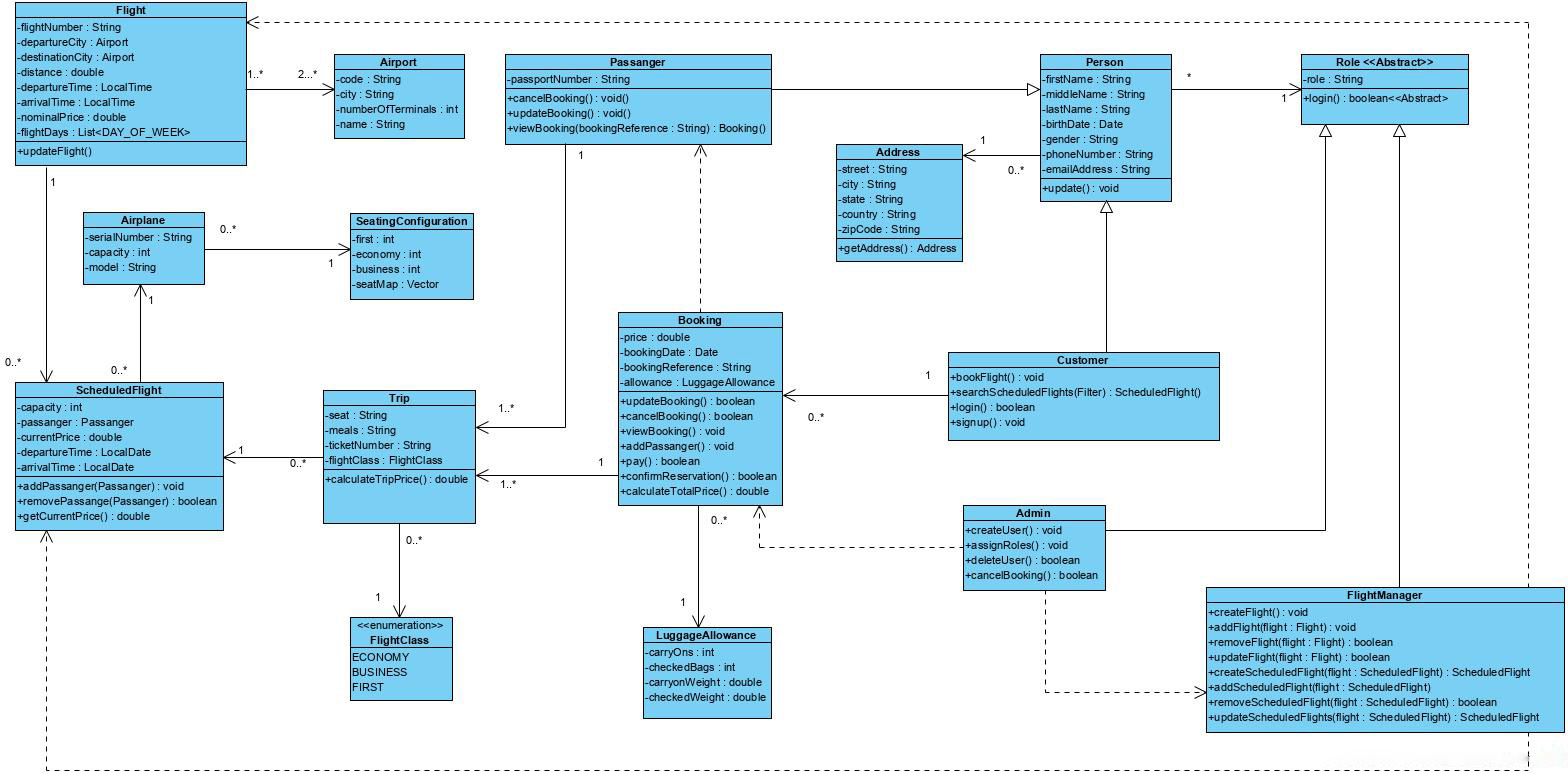 Flight
-flightNumber : String
-departureCity : Airport
-destinationCity : Airport
-distance : double
-departureTime : LocalTime
-arrivalTime : LocalTime
-nominalPrice : double
-flightDays : List<DAY_OF_WEEK>
+updateFlight()
1..*
2...*
Airport
-code : String
-city : String
-numberOfTerminals : int
-name : String
Passanger
-passportNumber : String
+cancelBooking() : void()
+updateBooking() : void()
+viewBooking(bookingReference : String) : Booking()
Person
-firstName : String
-middleName : String
-lastName : String
-birthDate : Date
-gender : String
-phoneNumber : String
-emailAddress : String
+update() : void
*
1
Role <<Abstract>>
-role : String
+login() : boolean<<Abstract>
Address
-street : String
-city : String
-state : String
-country : String
-zipCode : String
+getAddress() : Address
1
0..*
1
1
Airplane
-serialNumber : String
-capacity : int
-model : String
0..*
1
SeatingConfiguration
-first : int
-economy : int
-business : int
-seatMap : Vector
1
0..*
0..*
ScheduledFlight
-capacity : int
-passanger : Passanger
-currentPrice : double
-departureTime : LocalDate
-arrivalTime : LocalDate
+addPassanger(Passanger) : void
+removePassange(Passanger) : boolean
+getCurrentPrice() : double
1
0..*
Trip
-seat : String
-meals : String
-ticketNumber : String
-flightClass : FlightClass
+calculateTripPrice() : double
1..*
1
1..*
Booking
-price : double
-bookingDate : Date
-bookingReference : String
-allowance : LuggageAllowance
+updateBooking() : boolean
+cancelBooking() : boolean
+viewBooking() : void
+addPassanger() : void
+pay() : boolean
+confirmReservation() : boolean
+calculateTotalPrice() : double
1
0..*
Customer
+bookFlight() : void
+searchScheduledFlights(Filter) : ScheduledFlight()
+login() : boolean
+signup() : void
0..*
1
<<enumeration>>
FlightClass
ECONOMY
BUSINESS
FIRST
0..*
1
LuggageAllowance
-carryOns : int
-checkedBags : int
-carryonWeight : double
-checkedWeight : double
Admin
+createUser() : void
+assignRoles() : void
+deleteUser() : boolean
+cancelBooking() : boolean
FlightManager
+createFlight() : void
+addFlight(flight : Flight) : void
+removeFlight(flight : Flight) : boolean
+updateFlight(flight : Flight) : boolean
+createScheduledFlight(flight : ScheduledFlight) : ScheduledFlight
+addScheduledFlight(flight : ScheduledFlight)
+removeScheduledFlight(flight : ScheduledFlight) : boolean
+updateScheduledFlights(flight : ScheduledFlight) : ScheduledFlight